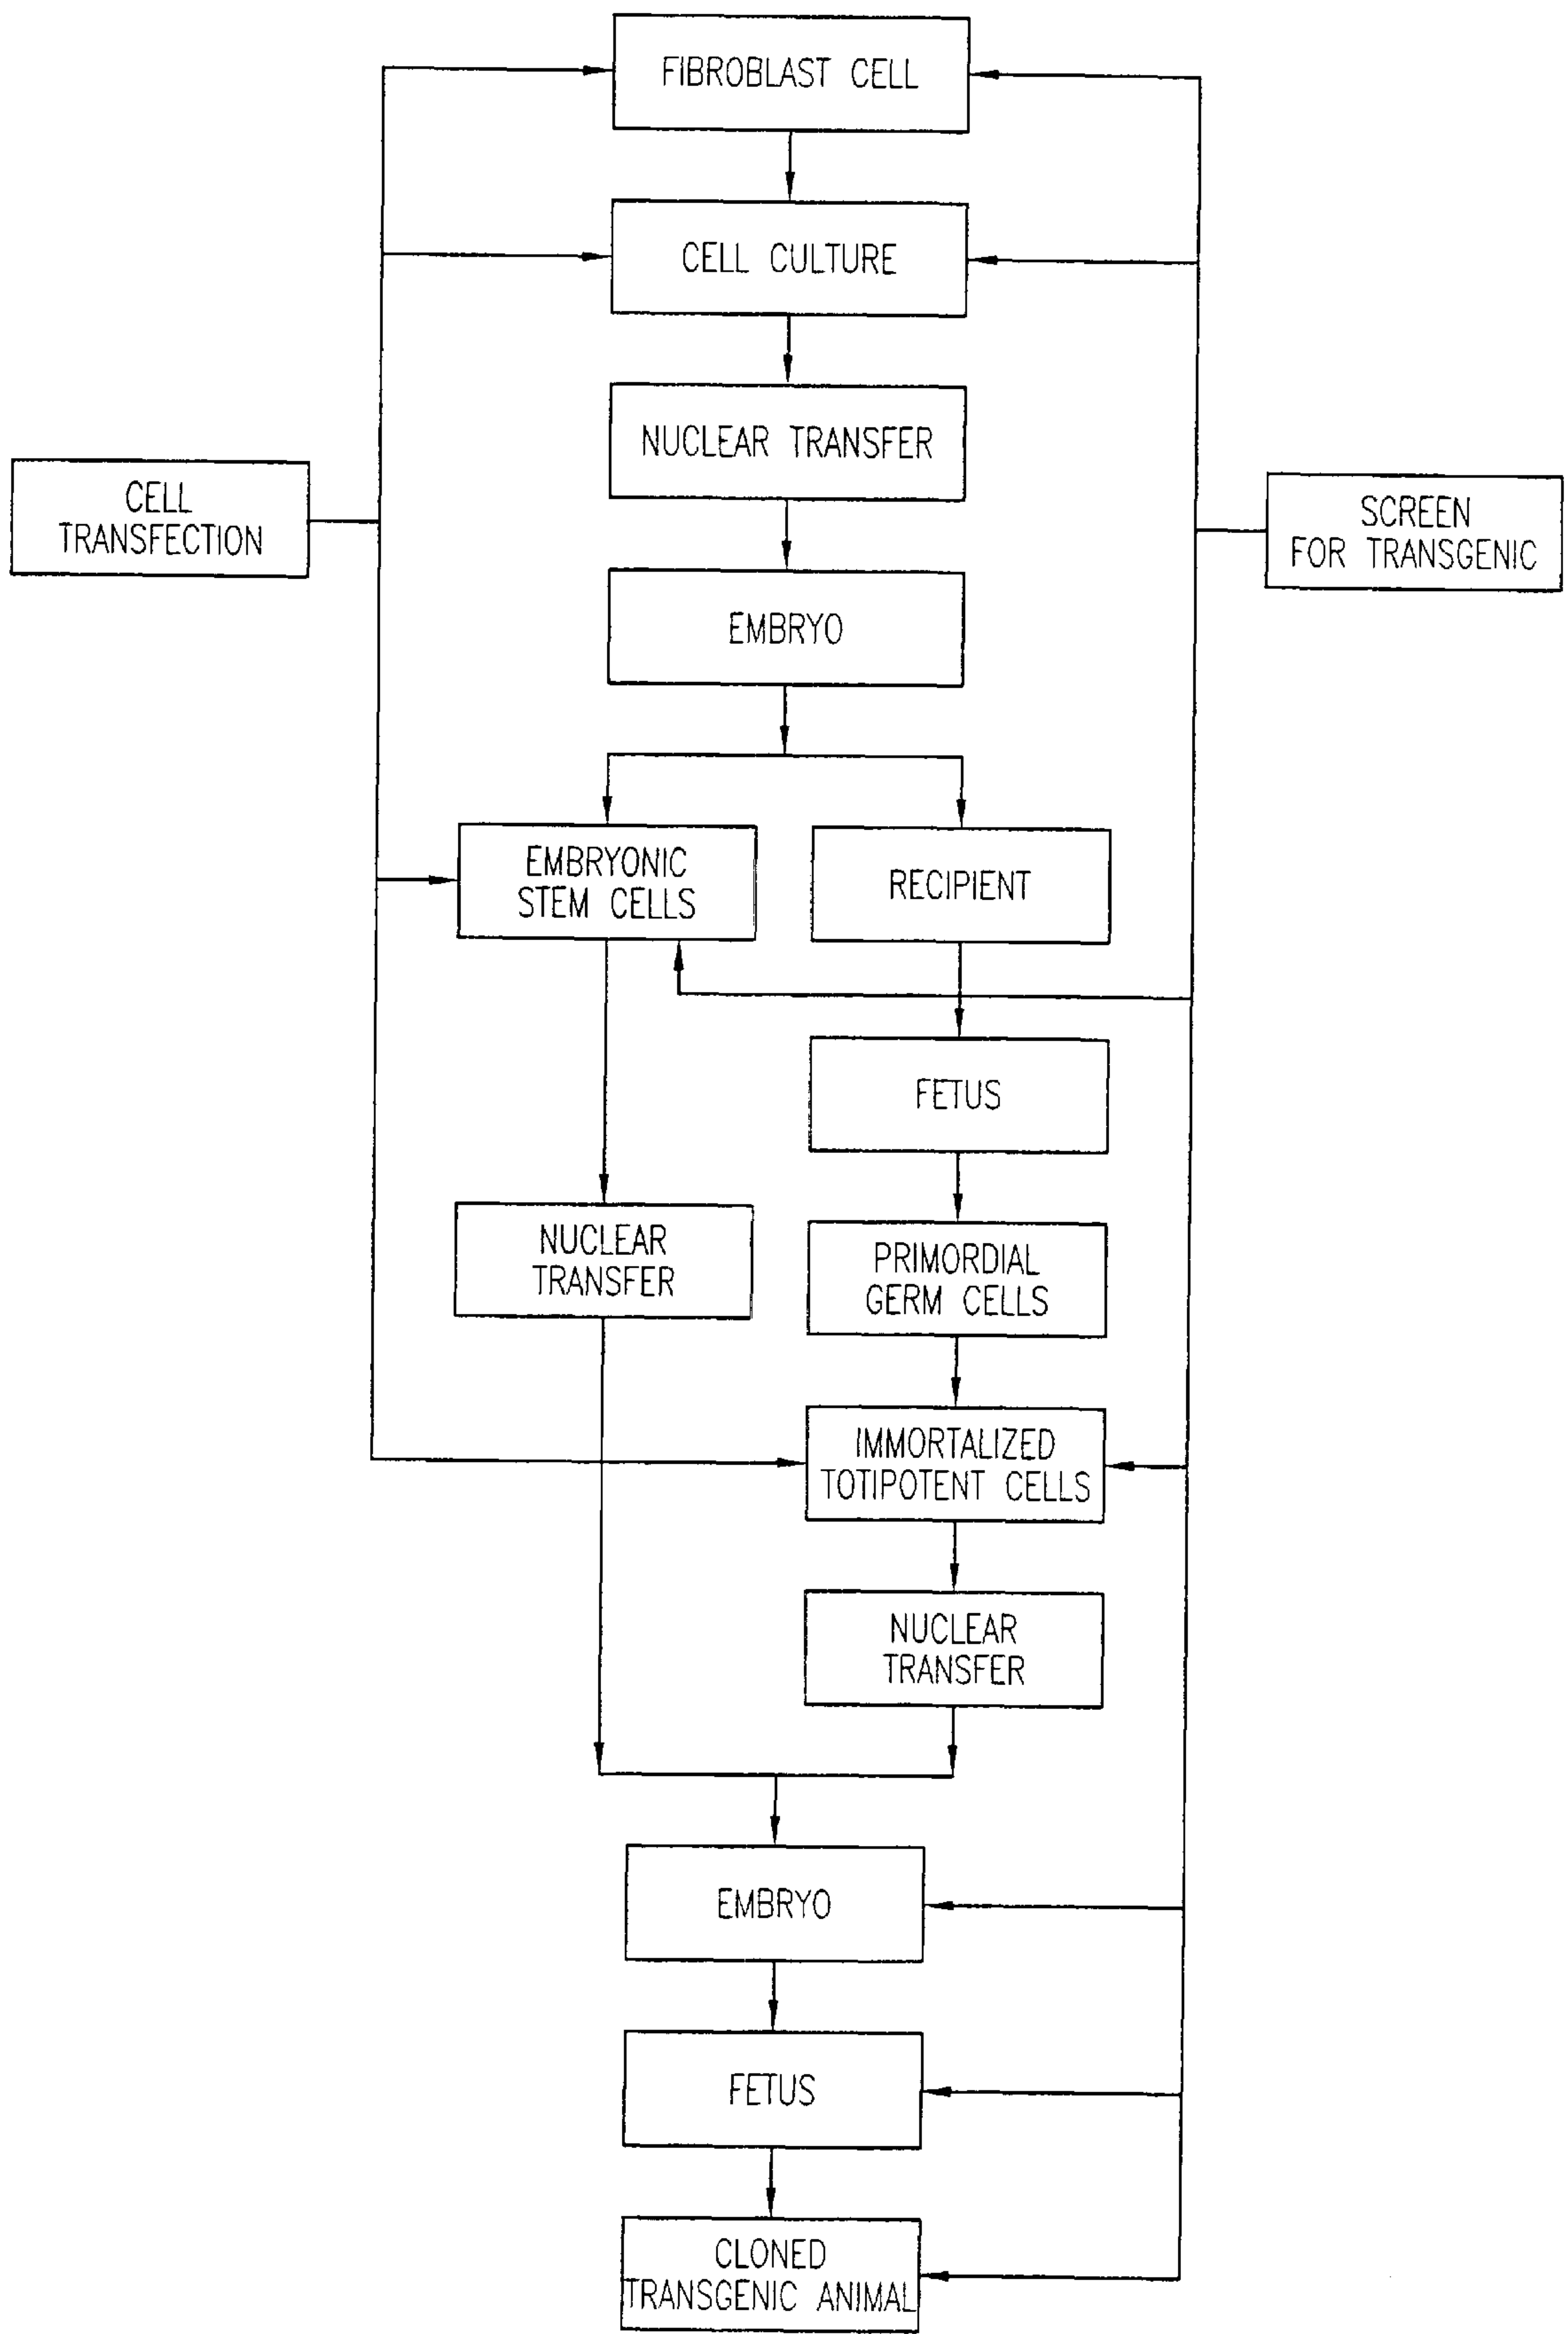 FIBROBLAST CELL
CELL CULTURE
NUCLEAR TRANSFER
CELL
TRANSFECTION
SCREEN
FOR TRANSGENIC
EMBRYO
EMBRYONIC
STEM CELLS
RECIPIENT
FETUS
NUCLEAR
TRANSFER
PRIMORDIAL
GERM CELLS
IMMORTALIZED
TOTIPOTENT CELLS
NUCLEAR
TRANSFER
EMBRYO
FETUS
CLONED
TRANSGENIC ANIMAL